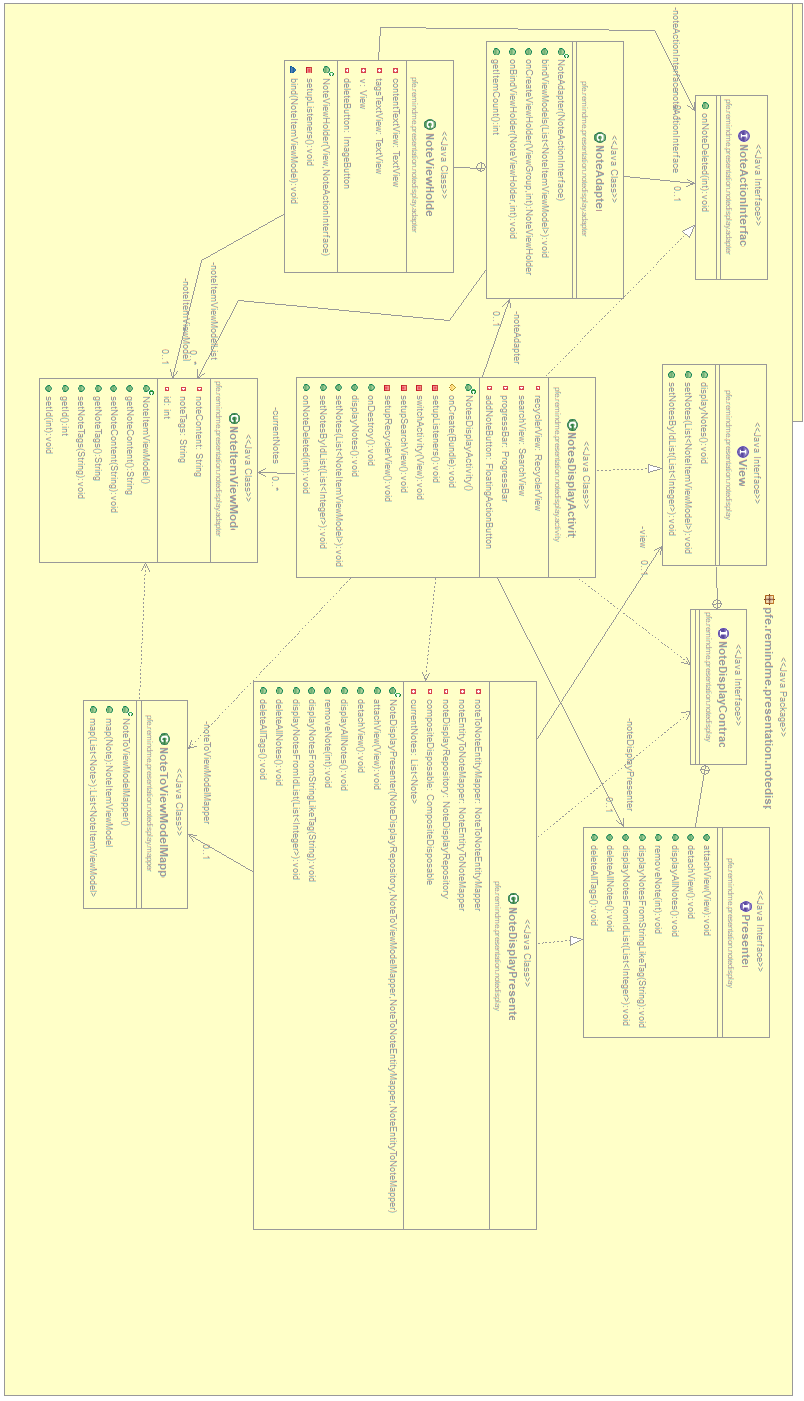 <<Java Package>>
pfe.remindme.presentation.notedisp
<<Java Interface>>
NoteActionInterfac
pfe.remindme.presentation.notedisplay.adapter
onNoteDeleted(int):void
<<Java Interface>>
View
pfe.remindme.presentation.notedisplay
displayNotes():void
setNotes(List<NoteItemViewModel>):void
setNotesByIdList(List<Integer>):void
<<Java Interface>>
NoteDisplayContrac
pfe.remindme.presentation.notedisplay
<<Java Interface>>
Presenter
pfe.remindme.presentation.notedisplay
attachView(View):void
detachView():void
displayAllNotes():void
removeNote(int):void
displayNotesFromStringLikeTag(String):void
displayNotesFromIdList(List<Integer>):void
deleteAllNotes():void
deleteAllTags():void
<<Java Class>>
NoteAdapter
pfe.remindme.presentation.notedisplay.adapter
NoteAdapter(NoteActionInterface)
bindViewModels(List<NoteItemViewModel>):void
onCreateViewHolder(ViewGroup,int):NoteViewHolder
onBindViewHolder(NoteViewHolder,int):void
getItemCount():int
<<Java Class>>
NoteViewHolde
pfe.remindme.presentation.notedisplay.adapter
contentTextView: TextView
tagsTextView: TextView
v: View
deleteButton: ImageButton
NoteViewHolder(View,NoteActionInterface)
setupListeners():void
bind(NoteItemViewModel):void
<<Java Class>>
NotesDisplayActivit
pfe.remindme.presentation.notedisplay.activity
recyclerView: RecyclerView
searchView: SearchView
progressBar: ProgressBar
addNoteButton: FloatingActionButton
NotesDisplayActivity()
onCreate(Bundle):void
setupListeners():void
switchActivity(View):void
setupSearchView():void
setupRecyclerView():void
onDestroy():void
displayNotes():void
setNotes(List<NoteItemViewModel>):void
setNotesByIdList(List<Integer>):void
onNoteDeleted(int):void
<<Java Class>>
NoteDisplayPresente
pfe.remindme.presentation.notedisplay
noteToNoteEntityMapper: NoteToNoteEntityMapper
noteEntityToNoteMapper: NoteEntityToNoteMapper
noteDisplayRepository: NoteDisplayRepository
compositeDisposable: CompositeDisposable
currentNotes: List<Note>
NoteDisplayPresenter(NoteDisplayRepository,NoteToViewModelMapper,NoteToNoteEntityMapper,NoteEntityToNoteMapper)
attachView(View):void
detachView():void
displayAllNotes():void
removeNote(int):void
displayNotesFromStringLikeTag(String):void
displayNotesFromIdList(List<Integer>):void
deleteAllNotes():void
deleteAllTags():void
<<Java Class>>
NoteItemViewMod
pfe.remindme.presentation.notedisplay.adapter
noteContent: String
noteTags: String
id: int
NoteItemViewModel()
getNoteContent():String
setNoteContent(String):void
getNoteTags():String
setNoteTags(String):void
getId():int
setId(int):void
<<Java Class>>
NoteToViewModelMapp
pfe.remindme.presentation.notedisplay.mapper
NoteToViewModelMapper()
map(Note):NoteItemViewModel
map(List<Note>):List<NoteItemViewModel>
-noteActionInterface
0..1
-noteAdapter
0..1
-noteItemViewModelList
0..*
-noteItemViewModel
0..1
-currentNotes
0..*
-view
0..1
-noteDisplayPresenter
0..1
-noteToViewModelMapper
0..1